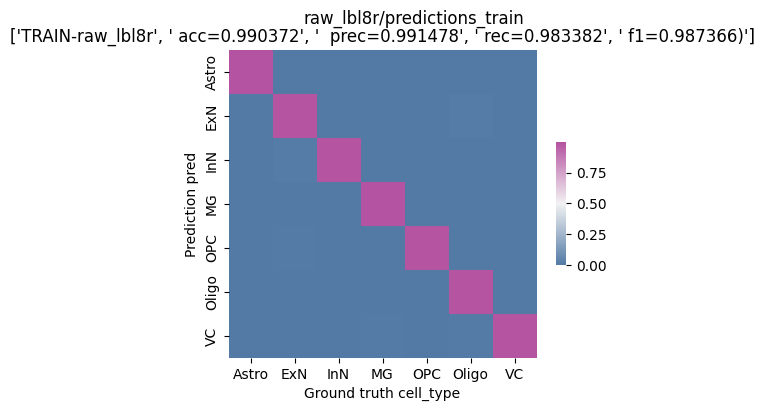 raw_lbl8r/predictions_train
['TRAIN-raw_lbl8r', ' acc=0.990372', '  prec=0.991478', ' rec=0.983382', ' f1=0.987366)']
Astro
ExN
InN
MG
OPC
Oligo
VC
Prediction pred
0.75
0.50
0.25
0.00
Astro ExN InN MG OPC Oligo VC
Ground truth cell_type